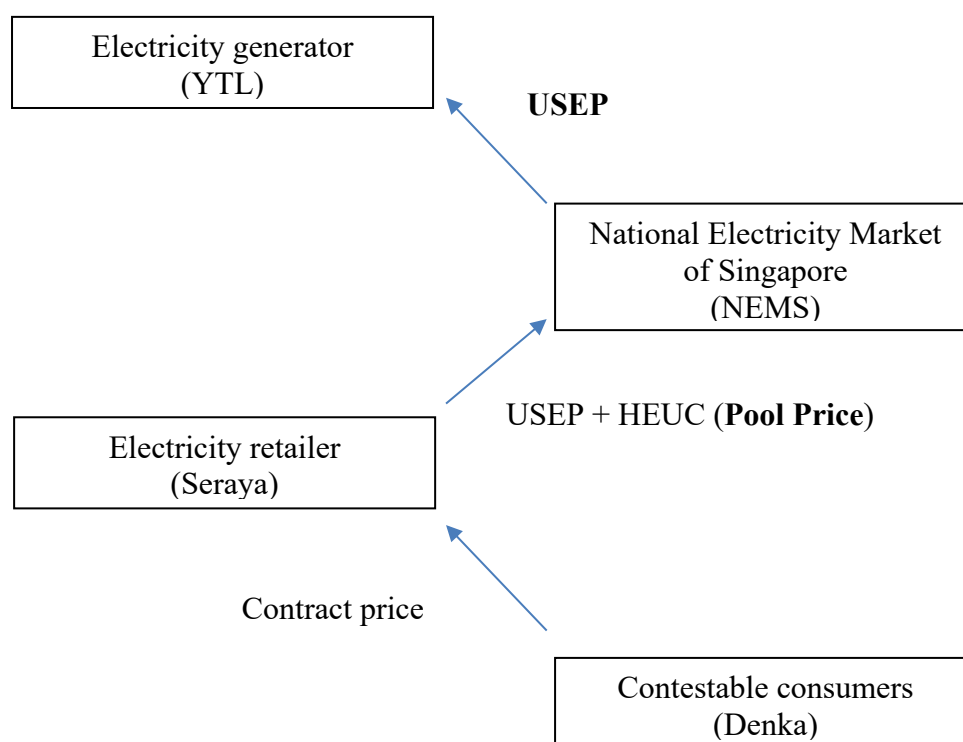 Electricity generator
(YTL)
USEP
National Electricity Market
of Singapore
(NEMS)
USEP + HEUC (Pool Price)
Electricity retailer
(Seraya)
Contract price
Contestable consumers
(Denka)